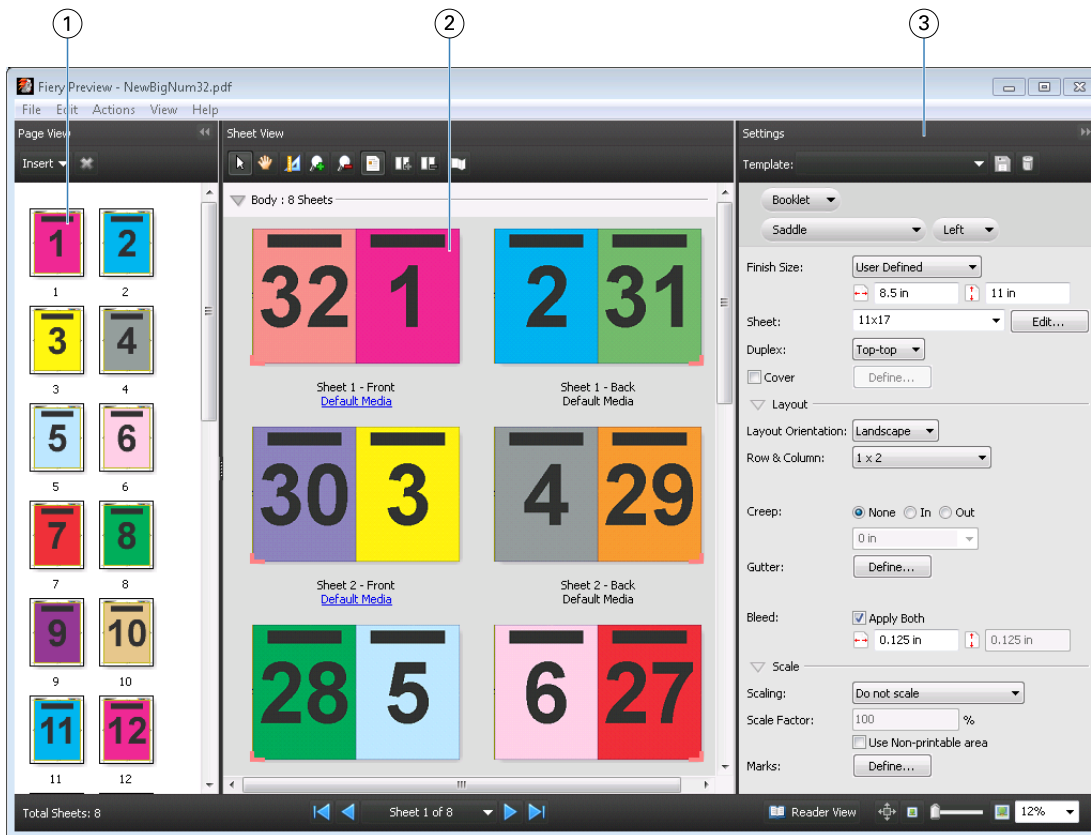 1
2
3
Fiery Preview - NewBigNum32.pdf
File Edit Actions View Help
Page View
Insert
1
2
1
2
3
4
3
4
5
6
5
6
7
8
7
8
9
10
9
10
11
12
11
12
Sheet View
Body : 8 Sheets
32 1
2 31
Sheet 1 - Front
Default Media
Sheet 1 - Back
Default Media
30 3
4 29
Sheet 2 - Front
Default Media
Sheet 2 - Back
Default Media
28 5
6 27
Settings
Template:
Booklet
Saddle
Left
Finish Size: User Defined
8.5 in 11 in
Sheet: 11x17 Edit...
Duplex: Top-top
Cover Define...
Layout
Layout Orientation: Landscape
Row & Column: 1 x 2
Creep: None In Out
0 in
Gutter: Define...
Bleed: Apply Both
0.125 in 0.125 in
Scale
Scaling: Do not scale
Scale Factor: 100 %
Use Non-printable area
Marks: Define...
Total Sheets: 8
Sheet 1 of 8
Reader View
12%